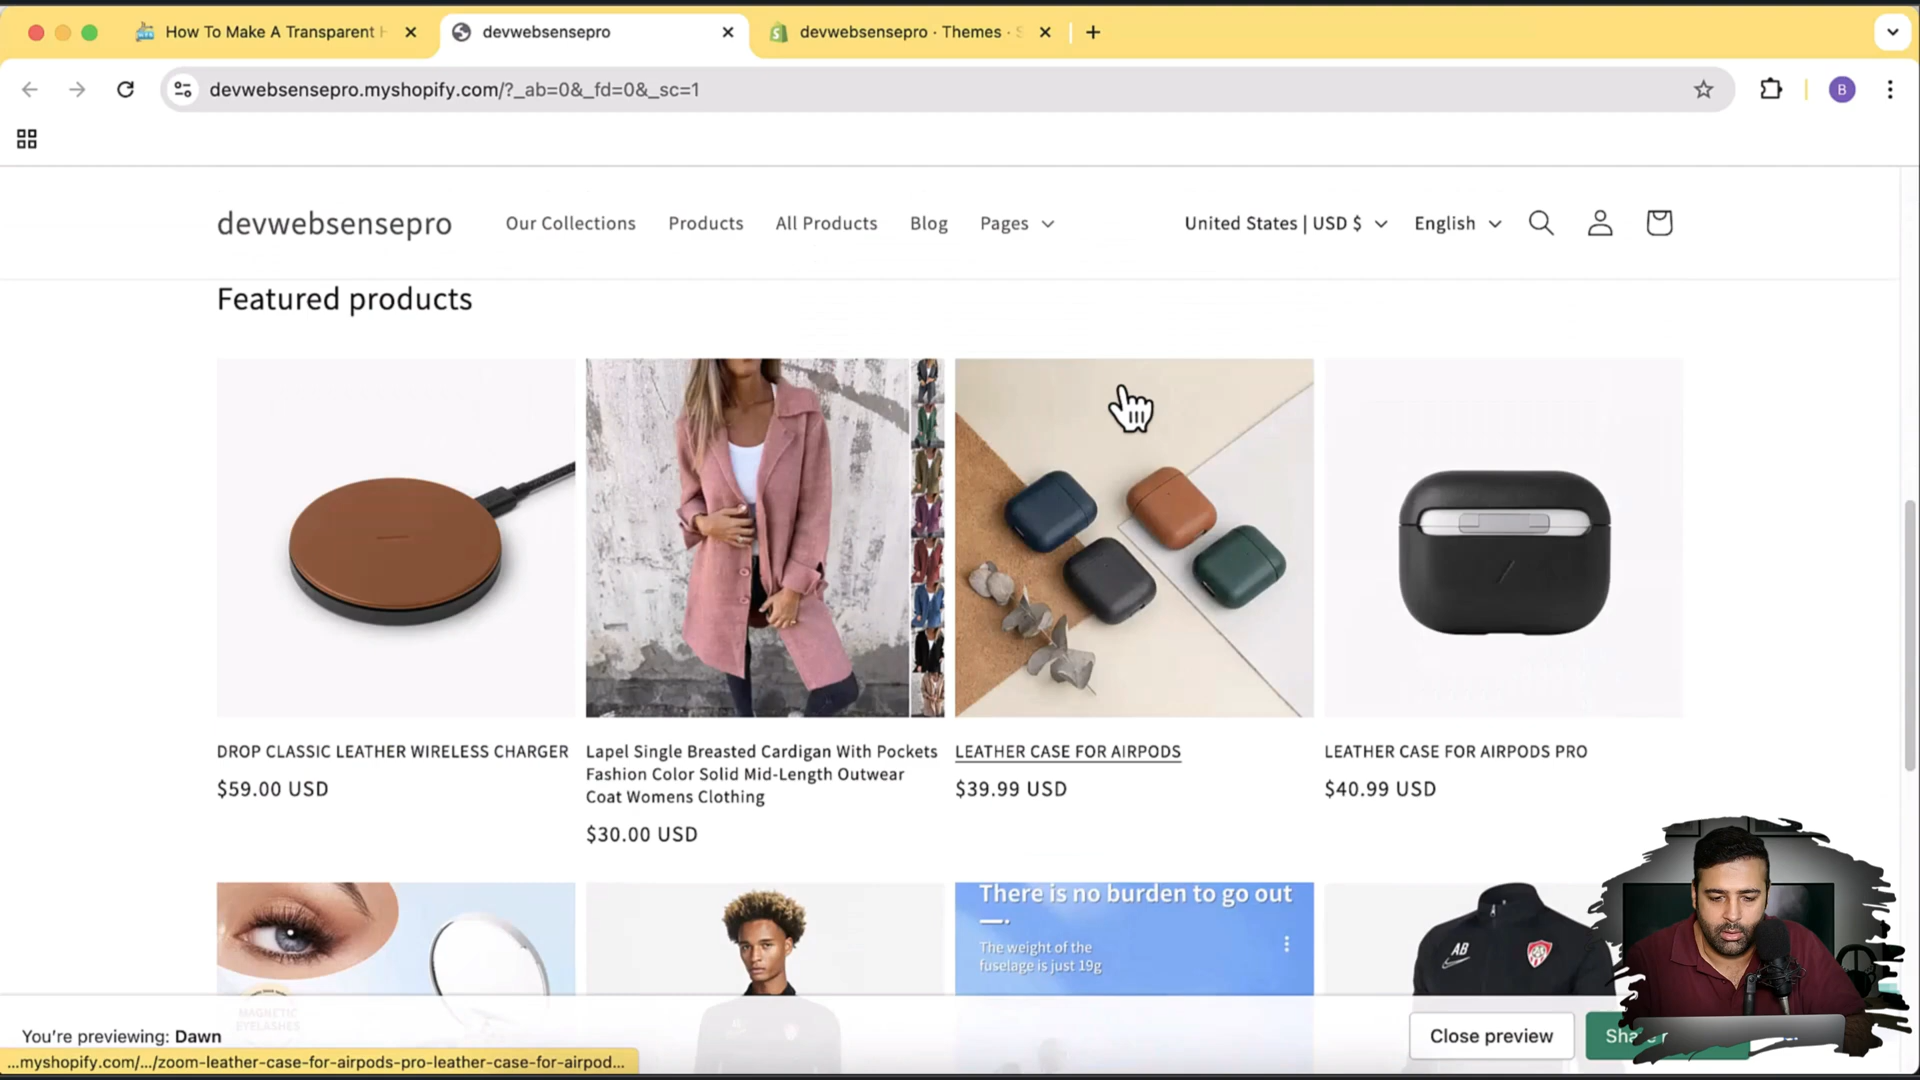 How To Make A Transparent H
devwebsensepro
devwebsensepro · Themes · S
devwebsensepro.myshopify.com/?_ab=0&_fd=0&_sc=1
B
devwebsensepro
Our Collections
Products
All Products
Blog
Pages
United States | USD $
English
Featured products
DROP CLASSIC LEATHER WIRELESS CHARGER
$59.00 USD
Lapel Single Breasted Cardigan With Pockets
Fashion Color Solid Mid-Length Outwear
Coat Womens Clothing
$30.00 USD
LEATHER CASE FOR AIRPODS
$39.99 USD
LEATHER CASE FOR AIRPODS PRO
$40.99 USD
MAGNETIC
EYELASHES
There is no burden to go out
The weight of the
fuselage is just 19g
AB
You're previewing: Dawn
Close preview
...myshopify.com/.../zoom-leather-case-for-airpods-pro-leather-case-for-airpod...